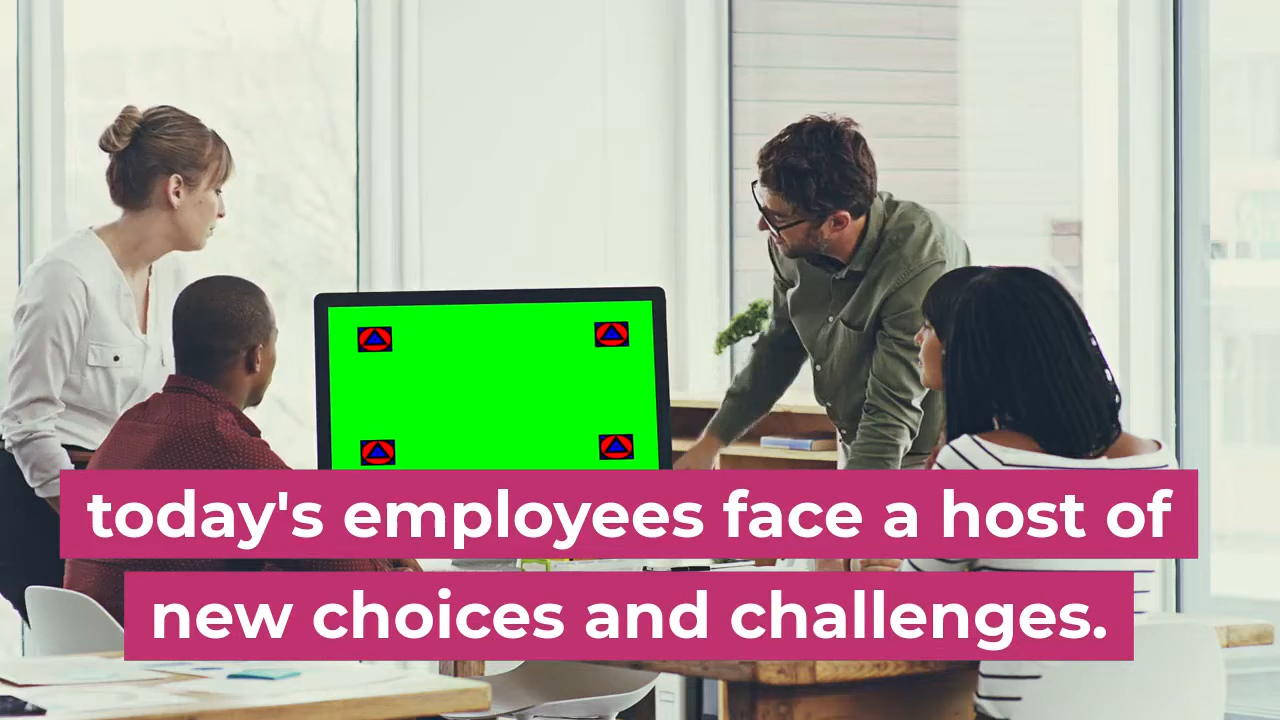 today's employees face a host of
new choices and challenges.